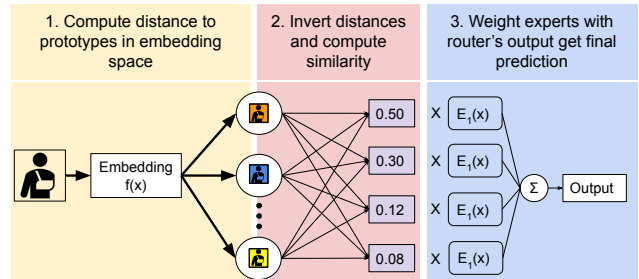 1. Compute distance to
prototypes in embedding
space
2. Invert distances
and compute
similarity
3. Weight experts with
router's output get final
prediction
Embedding
f(x)
0.50
0.30
0.12
0.08
X E₁(x)
X E₁(x)
X E₁(x)
X E₁(x)
Σ
Output